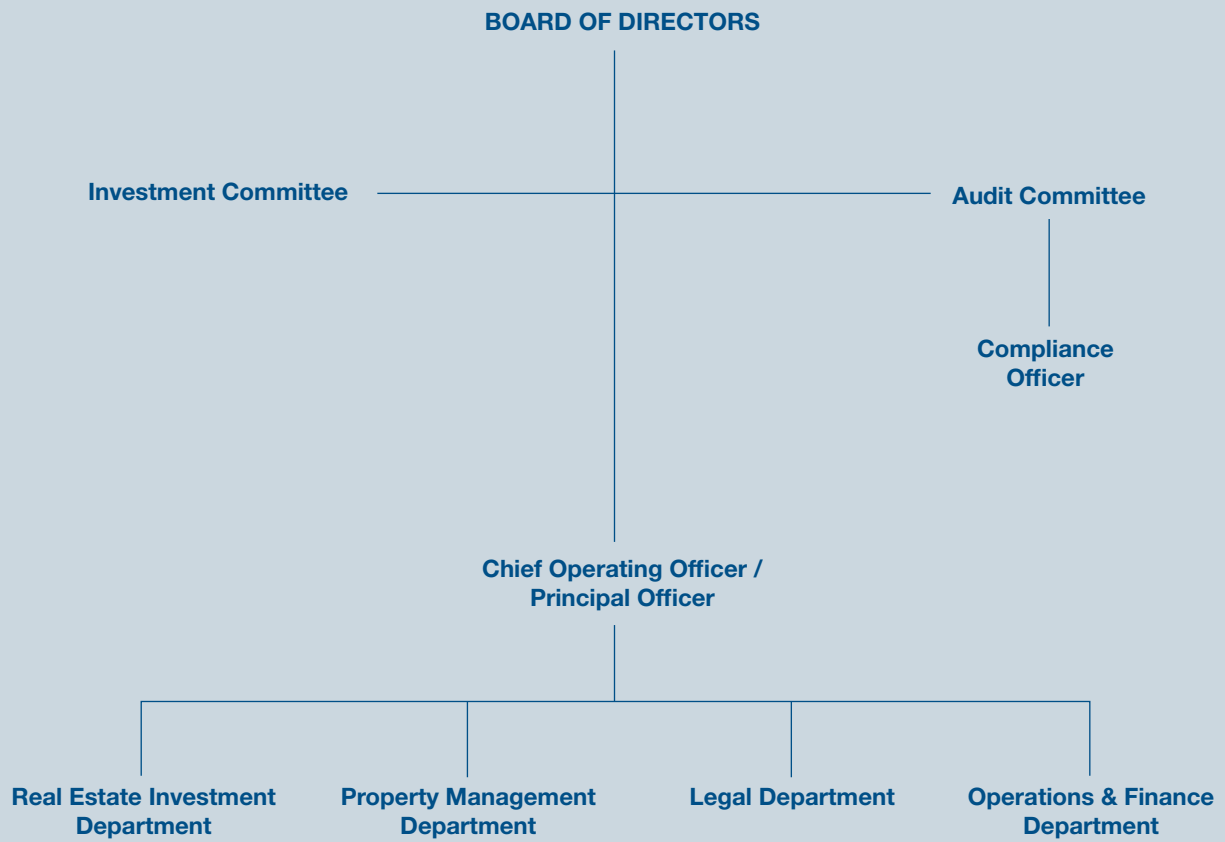 BOARD OF DIRECTORS
Investment Committee
Audit Committee
Compliance
Officer
Chief Operating Officer /
Principal Officer
Real Estate Investment
Department
Property Management
Department
Legal Department
Operations & Finance
Department